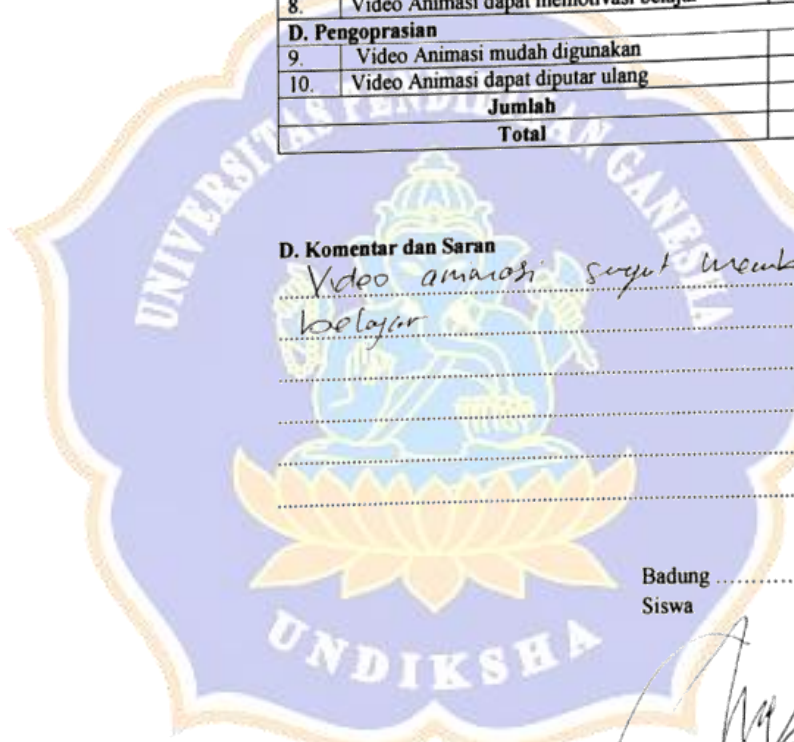 8. Video Animasi dapat memotivasi belajar
D. Pengoprasian
9. Video Animasi mudah digunakan
10. Video Animasi dapat diputar ulang
Jumlah
Total
UNIVERSITAS PENDIDIKAN GANESHA
D. Komentar dan Saran
Video animasi sangat
belajar
Badung ............
Siswa
UNDIKSHA